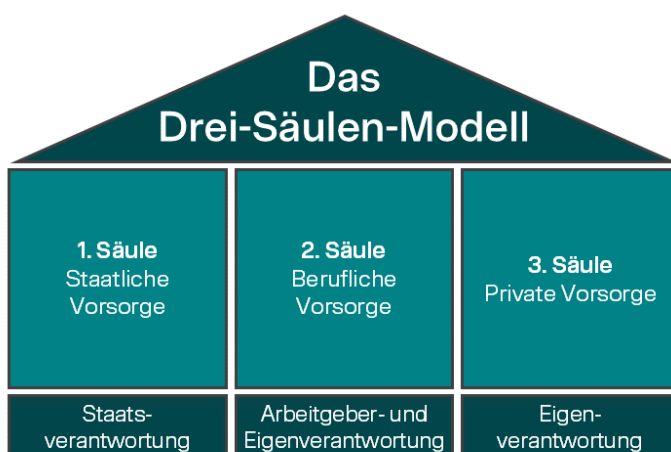 Das
Drei-Säulen-Modell
1. Säule
Staatliche
Vorsorge
2. Säule
Berufliche
Vorsorge
3. Säule
Private Vorsorge
Staats-
verantwortung
Arbeitgeber- und
Eigenverantwortung
Eigen-
verantwortung